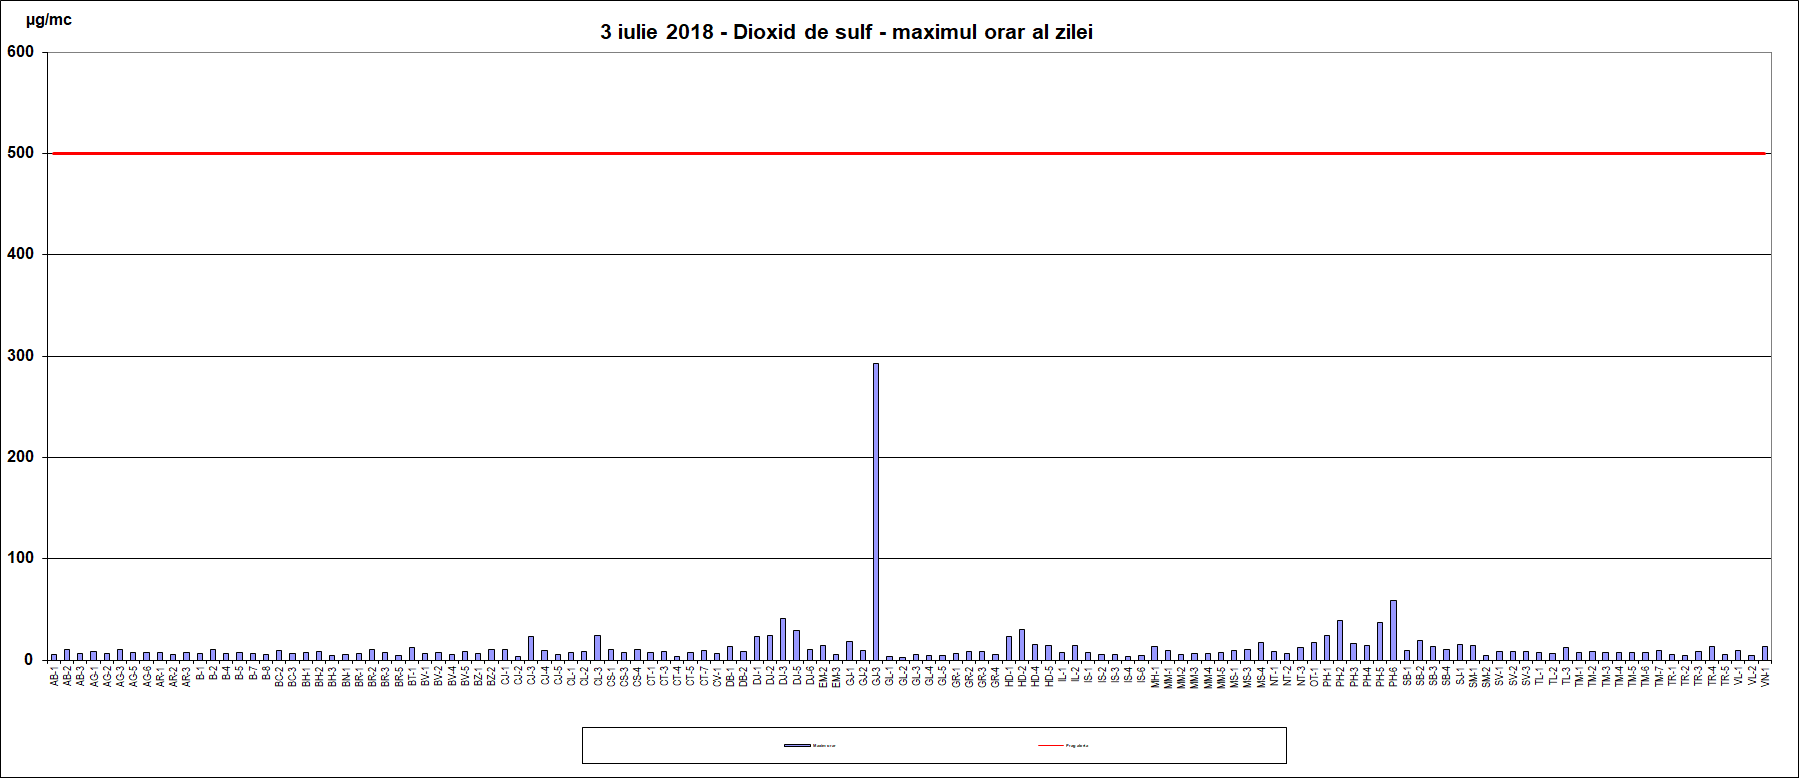 µg/mc
3 iulie 2018 - Dioxid de sulf - maximul orar al zilei
600
500
400
300
200
100
0
AB-1 AB-2 AB-3 AG-1 AG-2 AG-3 AG-5 AG-6 AR-1 AR-2 AR-3 B-1 B-2 B-4 B-5 B-7 B-8 BC-2 BC-3 BH-1 BH-2 BH-3 BN-1 BR-1 BR-2 BR-3 BR-5 BT-1 BV-1 BV-2 BV-4 BV-5 BZ-1 BZ-2 CJ-1 CJ-2 CJ-3 CJ-4 CJ-5 CL-1 CL-2 CL-3 CS-1 CS-3 CS-4 CT-1 CT-3 CT-4 CT-5 CT-7 CV-1 DB-1 DB-2 DJ-1 DJ-2 DJ-3 DJ-5 DJ-6 EM-2 EM-3 GJ-1 GJ-2 GJ-3 GL-1 GL-2 GL-3 GL-4 GL-5 GR-1 GR-2 GR-3 GR-4 HD-1 HD-2 HD-4 HD-5 IL-1 IL-2 IS-1 IS-2 IS-3 IS-4 IS-6 MH-1 MM-1 MM-2 MM-3 MM-4 MM-5 MS-1 MS-3 MS-4 NT-1 NT-2 NT-3 OT-1 PH-1 PH-2 PH-3 PH-4 PH-5 PH-6 SB-1 SB-2 SB-3 SB-4 SJ-1 SM-1 SM-2 SV-1 SV-2 SV-3 TL-1 TL-2 TL-3 TM-1 TM-2 TM-3 TM-4 TM-5 TM-6 TM-7 TR-1 TR-2 TR-3 TR-4 TR-5 VL-1 VL-2 VN-1